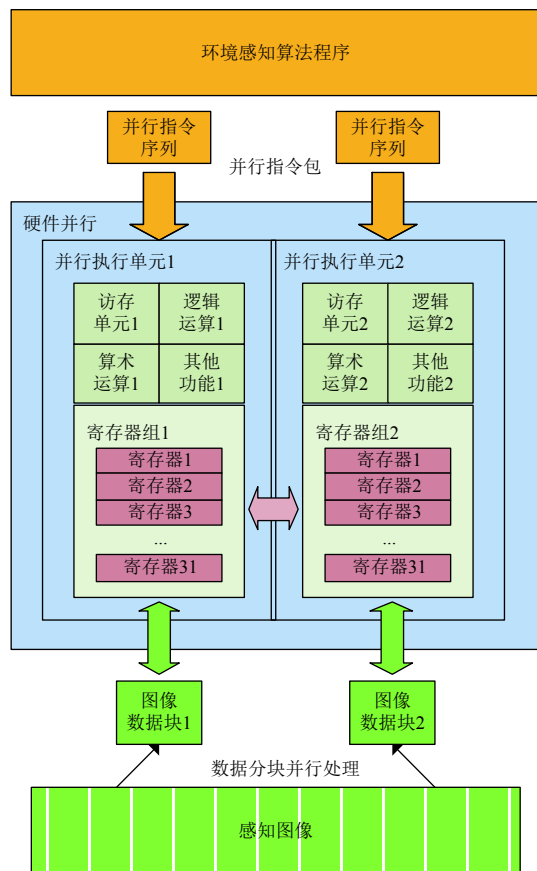 环境感知算法程序
并行指令
序列
并行指令
序列
并行指令包
硬件并行
并行执行单元1
并行执行单元2
访存
单元1
逻辑
运算1
算术
运算1
其他
功能1
访存
单元2
逻辑
运算2
算术
运算2
其他
功能2
寄存器组1
寄存器1
寄存器2
寄存器3
...
寄存器31
寄存器组2
寄存器1
寄存器2
寄存器3
...
寄存器31
图像
数据块1
图像
数据块2
数据分块并行处理
感知图像